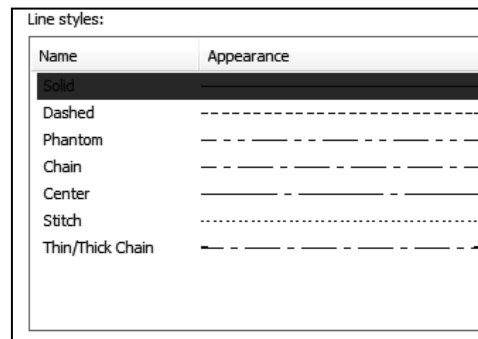 Line styles:
Name Appearance
Solid
Dashed
Phantom
Chain
Center
Stitch
Thin/Thick Chain